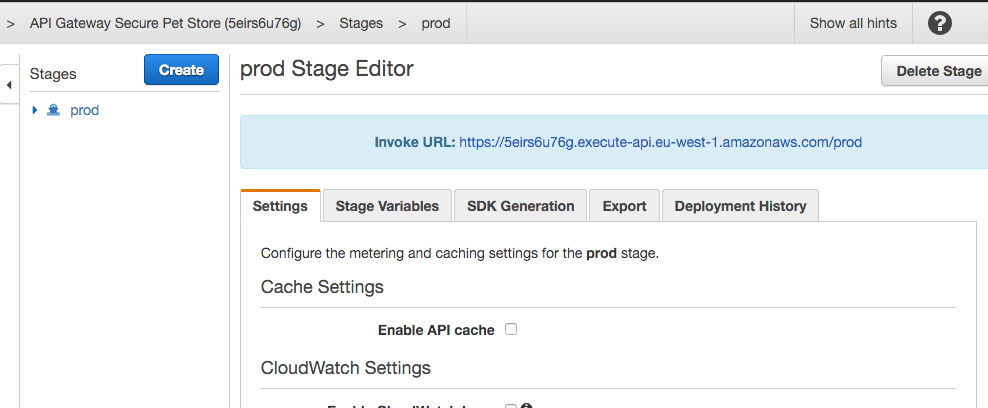 > API Gateway Secure Pet Store (5eirs6u76g) > Stages > prod
Show all hints
?
Stages
Create
prod
prod Stage Editor
Delete Stage
Invoke URL: https://5eirs6u76g.execute-api.eu-west-1.amazonaws.com/prod
Settings
Stage Variables
SDK Generation
Export
Deployment History
Configure the metering and caching settings for the prod stage.
Cache Settings
Enable API cache
CloudWatch Settings
Enable CloudWatch